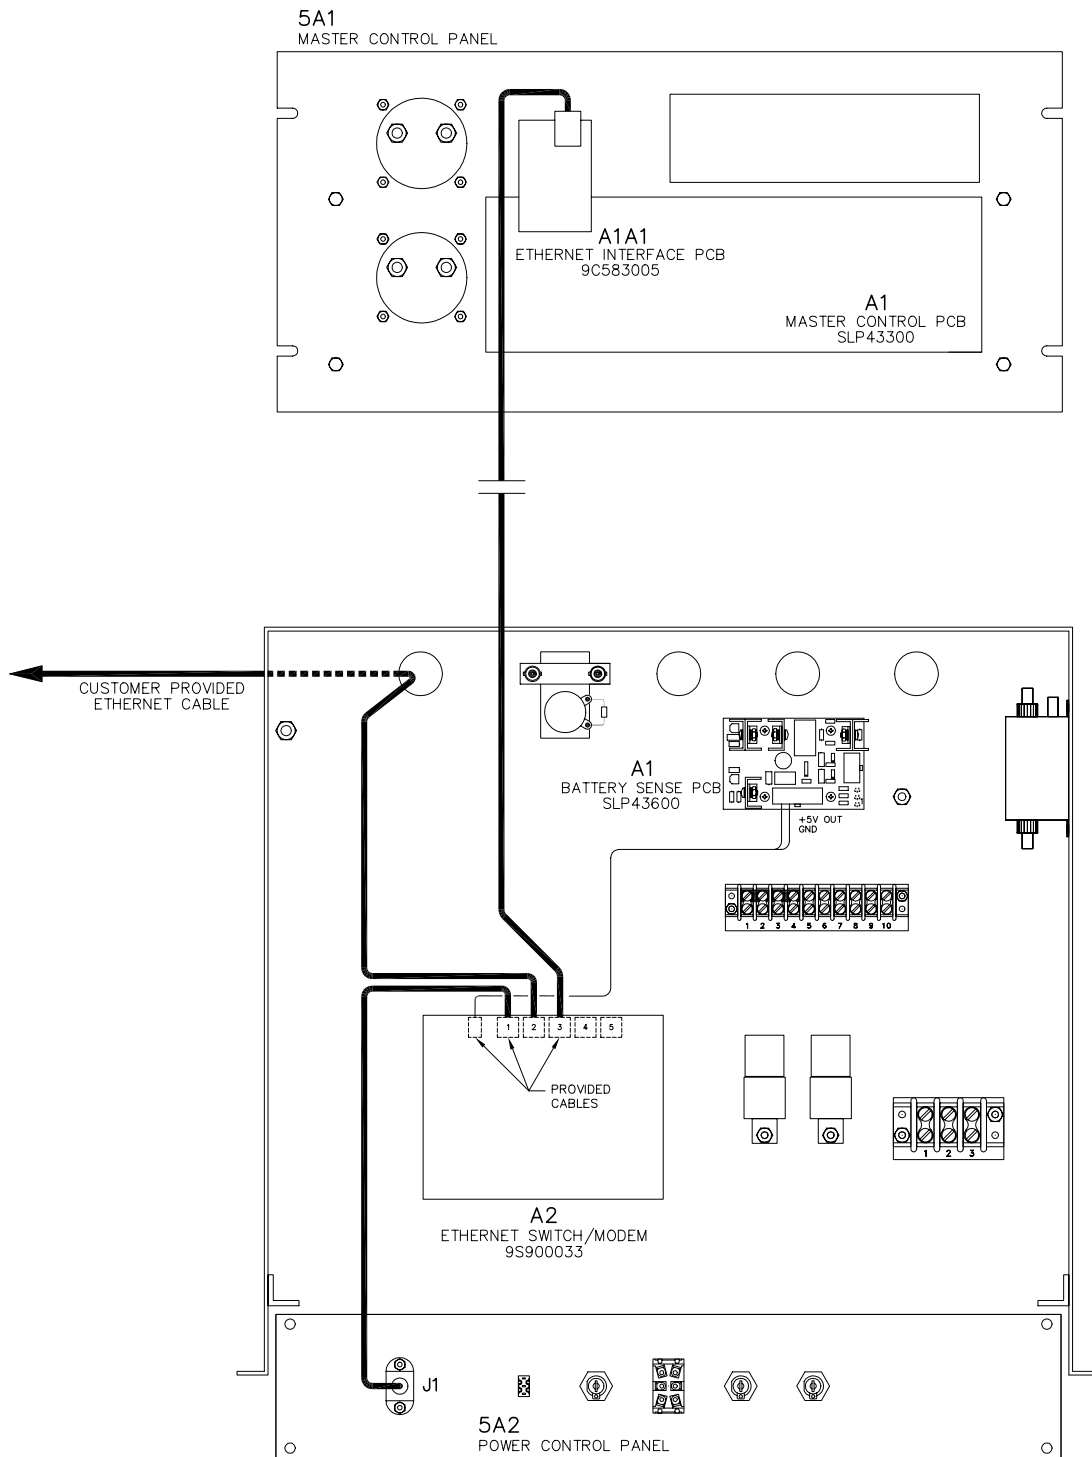 5A1
MASTER CONTROL PANEL
A1A1
ETHERNET INTERFACE PCB
9C583005
A1
MASTER CONTROL PCB
SLP43300
CUSTOMER PROVIDED
ETHERNET CABLE
A1
BATTERY SENSE PCB
SLP43600
+5V OUT
GND
1 2 3 4 5 6 7 8 9 10
1 2 3 4 5
PROVIDED
CABLES
1 2 3
A2
ETHERNET SWITCH/MODEM
9S900033
J1
5A2
POWER CONTROL PANEL